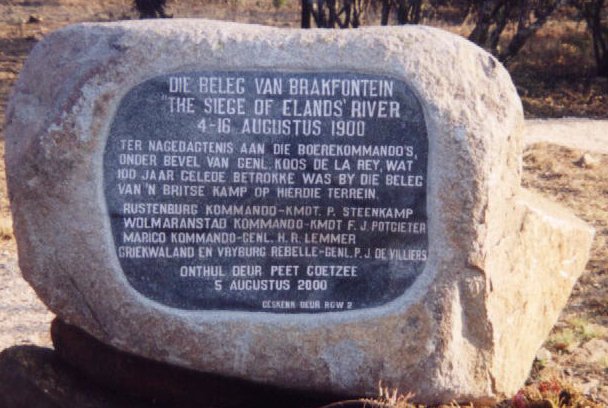 DIE BELEG VAN BRAKFONTEIN
"THE SIEGE OF ELANDS' RIVER
4-16 AUGUSTUS 1900
TER NAGEDAGTENIS AAN DIE BOEREKOMMANDO'S,
ONDER BEVEL VAN GENL. KOOS DE LA REY, WAT
100 JAAR GELEDE BETROKKE WAS BY DIE BELEG
VAN 'N BRITSE KAMP OP HIERDIE TERREIN.
RUSTENBURG KOMMANDO-KMDT. P. STEENKAMP
WOLMARANSTAD KOMMANDO-KMDT F. J. POTGIETER
MARICO KOMMANDO-GENL. H. R. LEMMER
GRIEKWALAND EN VRYBURG REBELLE-GENL. P. J. DE VILLIERS
ONTHUL DEUR PEET COETZEE
5 AUGUSTUS 2000
GESKENK DEUR RGW 2